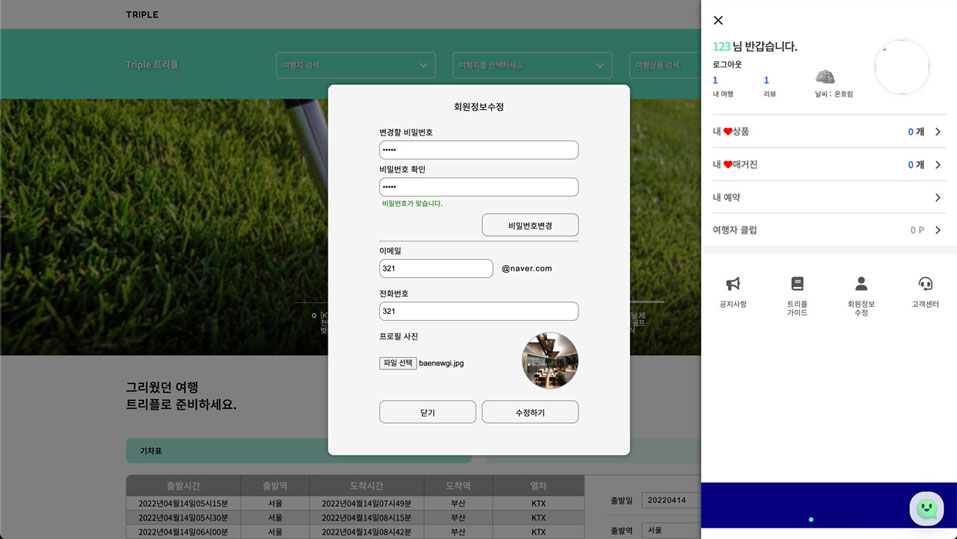 TRIPLE
Triple 트리플
여행지 검색
여행지를 선택하세요
여행상품 검색
회원정보수정
변경할 비밀번호
•••••
비밀번호 확인
•••••
비밀번호가 맞습니다.
비밀번호변경
이메일
321
@naver.com
전화번호
321
프로필 사진
파일 선택 baenewgi.jpg
닫기
수정하기
그리웠던 여행
트리플로 준비하세요.
기차표
출발시간 출발역 도착시간 도착역 열차
2022년04월14일05시15분 서울 2022년04월14일07시49분 부산 KTX
2022년04월14일05시30분 서울 2022년04월14일08시15분 부산 KTX
2022년04월14일06시00분 서울 2022년04월14일08시42분 부산 KTX
출발일 20220414
출발역 서울
123 님 반갑습니다.
로그아웃
1
내 여행
1
리뷰
날씨 : 온흐림
내 ❤상품 0 개
내 ❤매거진 0 개
내 예약
여행자 클럽 0 P
공지사항
트리플
가이드
회원정보
수정
고객센터